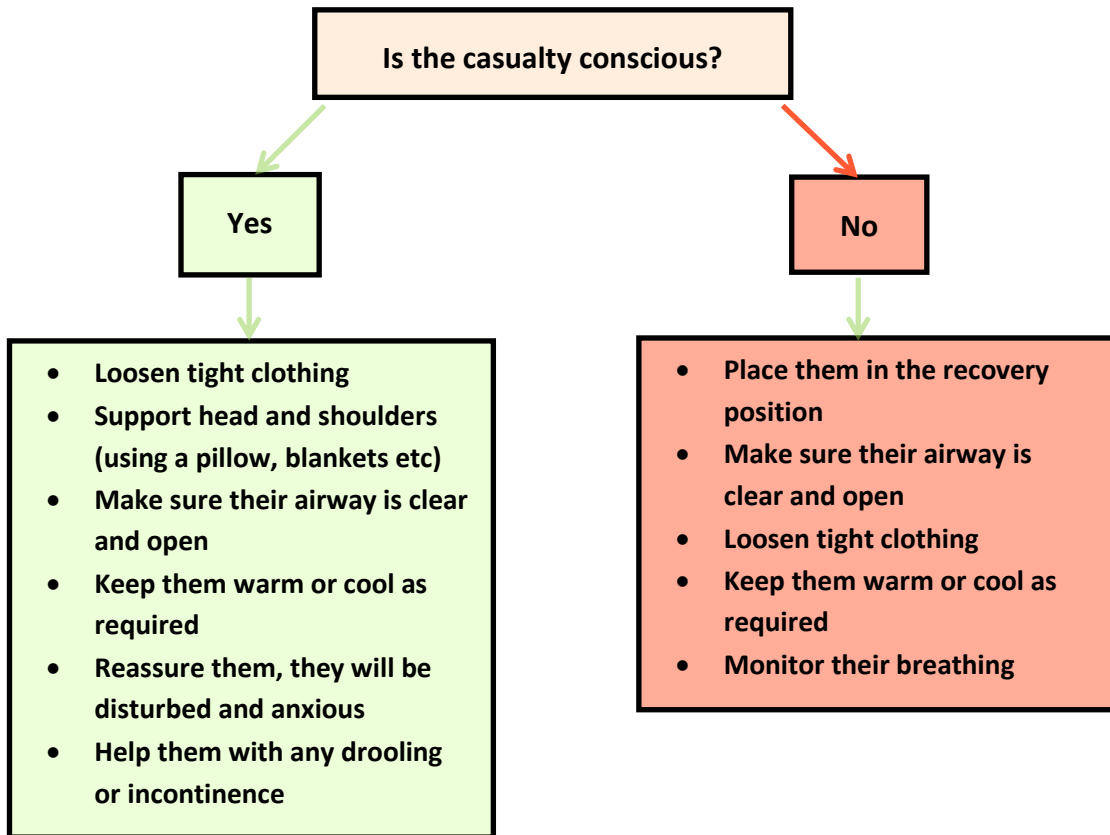 Is the casualty conscious?
Yes
No
• Loosen tight clothing
• Support head and shoulders
(using a pillow, blankets etc)
• Make sure their airway is clear
and open
• Keep them warm or cool as
required
• Reassure them, they will be
disturbed and anxious
• Help them with any drooling
or incontinence
• Place them in the recovery
position
• Make sure their airway is
clear and open
• Loosen tight clothing
• Keep them warm or cool as
required
• Monitor their breathing